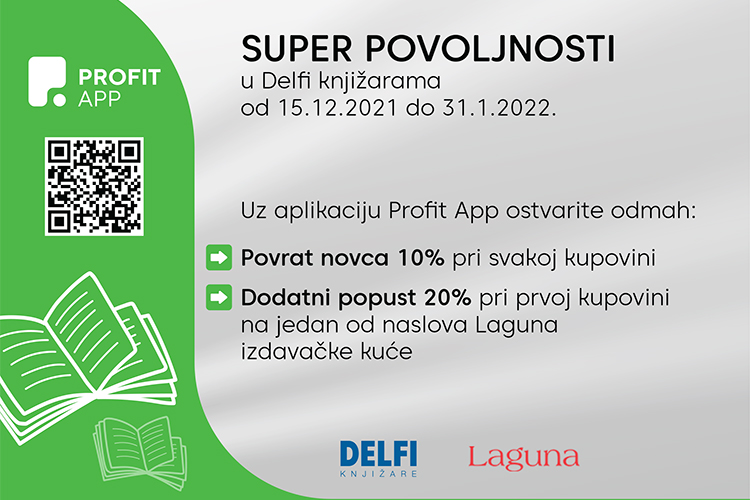 PROFIT
APP
SUPER POVOLJNOSTI
u Delfi knjižarama
od 15.12.2021 do 31.1.2022.
Uz aplikaciju Profit App ostvarite odmah:
Povrat novca 10% pri svakoj kupovini
Dodatni popust 20% pri prvoj kupovini
na jedan od naslova Laguna
izdavačke kuće
DELFI
KNJIŽARE
Laguna